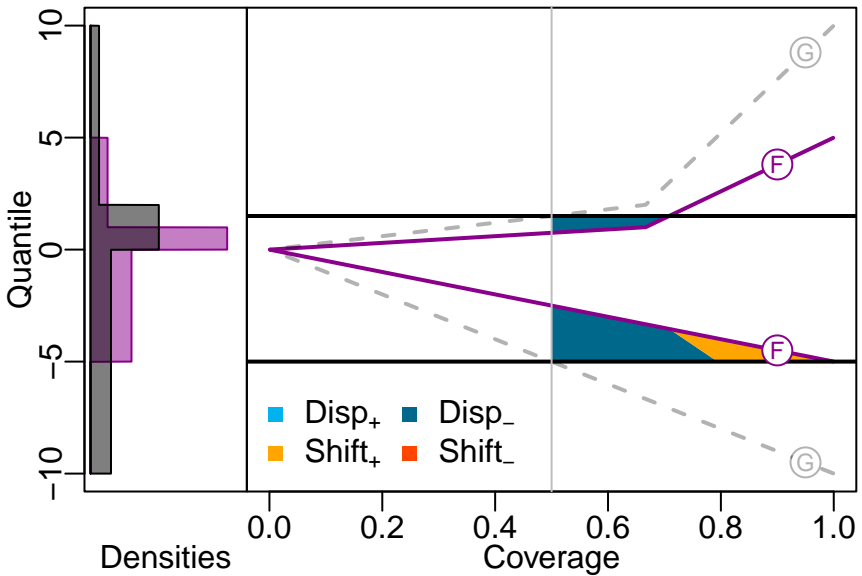 10
5
0
−5
−10
Quantile
G
F
F
G
Disp₊ Disp₋
Shift₊ Shift₋
0.0 0.2 0.4 0.6 0.8 1.0
Densities Coverage